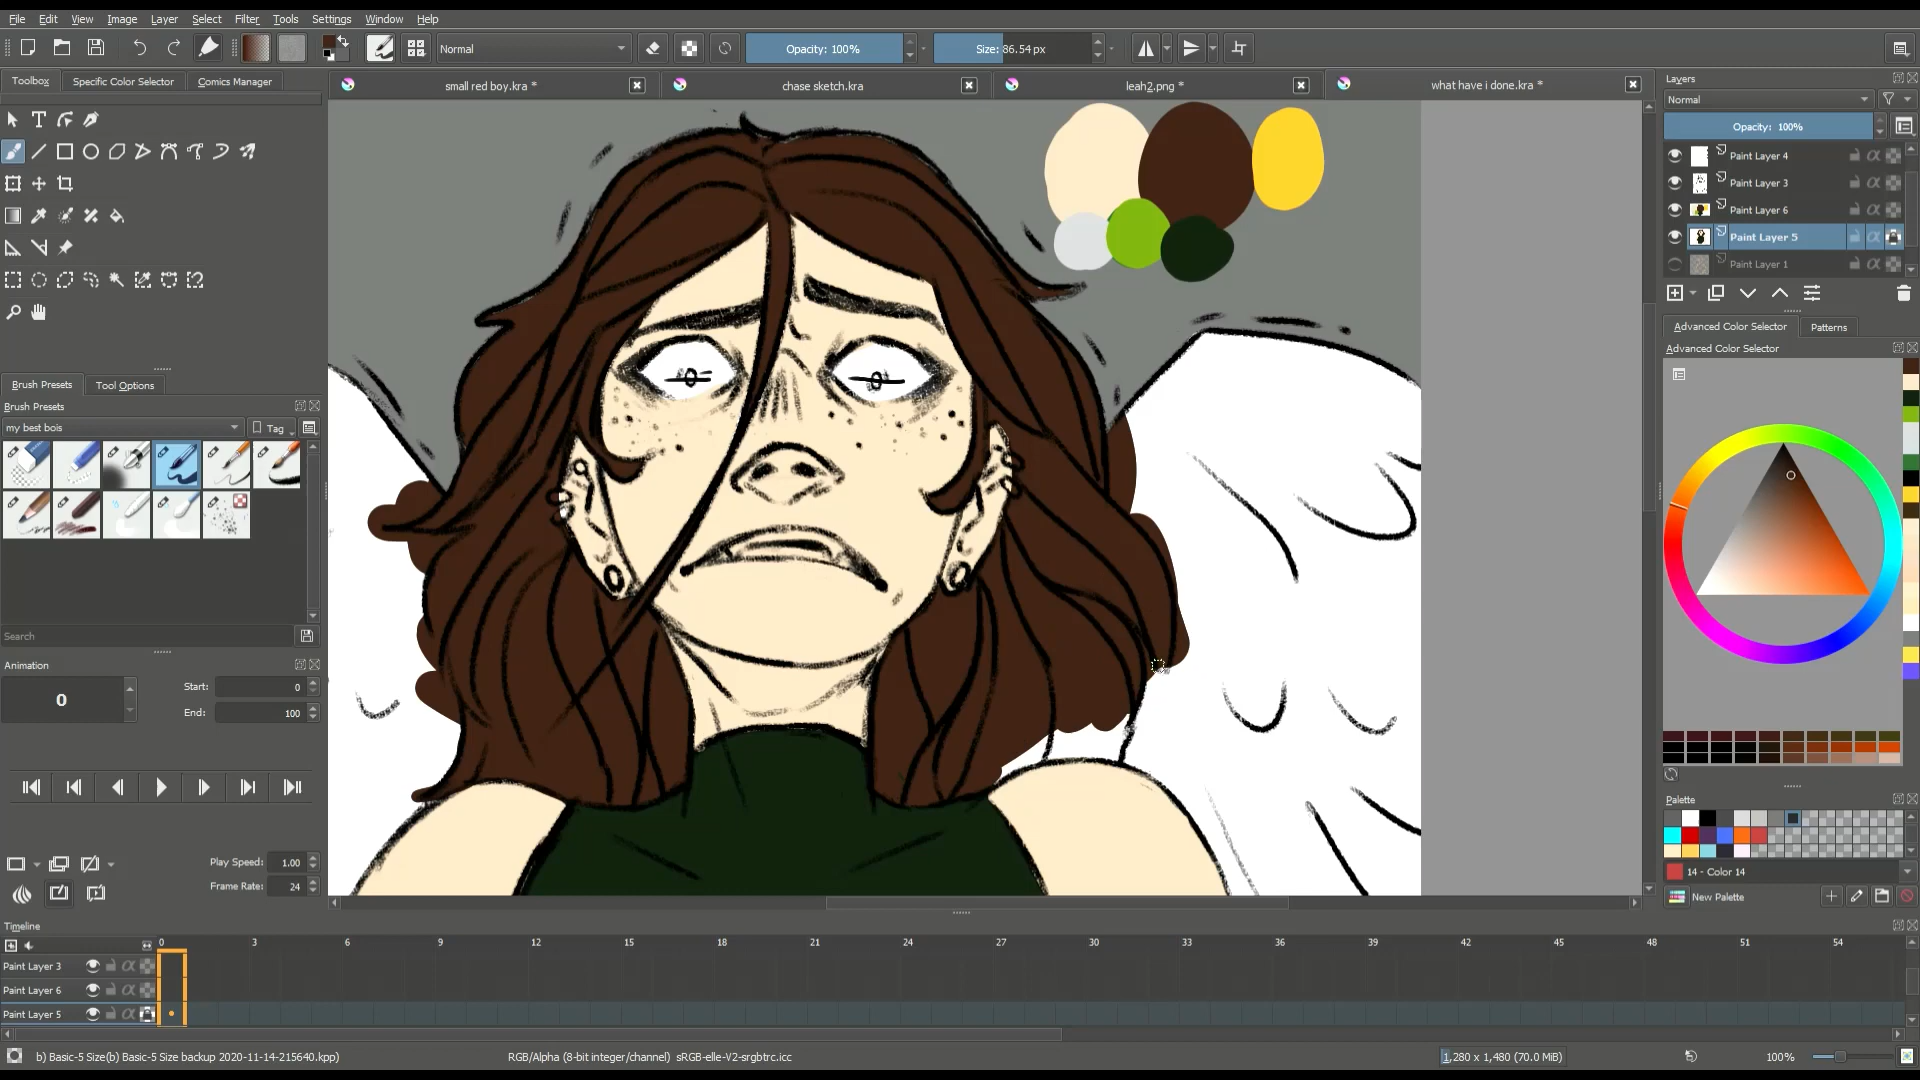 File Edit View Image Layer Select Filter Tools Settings Window Help
Normal Opacity: 100% Size: 86.54 px
Toolbox Specific Color Selector Comics Manager
small red boy.kra * chase sketch.kra leah2.png * what have i done.kra *
Layers
Normal
Opacity: 100%
Paint Layer 4
Paint Layer 3
Paint Layer 6
Paint Layer 5
Paint Layer 1
Advanced Color Selector Patterns
Advanced Color Selector
Brush Presets Tool Options
Brush Presets
my best bois Tag
Search
Animation
0 Start: 0
End: 100
Play Speed: 1.00
Frame Rate: 24
Palette
14 - Color 14
New Palette
Timeline
0 3 6 9 12 15 18 21 24 27 30 33 36 39 42 45 48 51 54
Paint Layer 3
Paint Layer 6
Paint Layer 5
b) Basic-5 Size(b) Basic-5 Size backup 2020-11-14-215640.kpp) RGB/Alpha (8-bit integer/channel) sRGB-elle-V2-srgbtrc.icc 1,280 x 1,480 (70.0 MiB) 100%